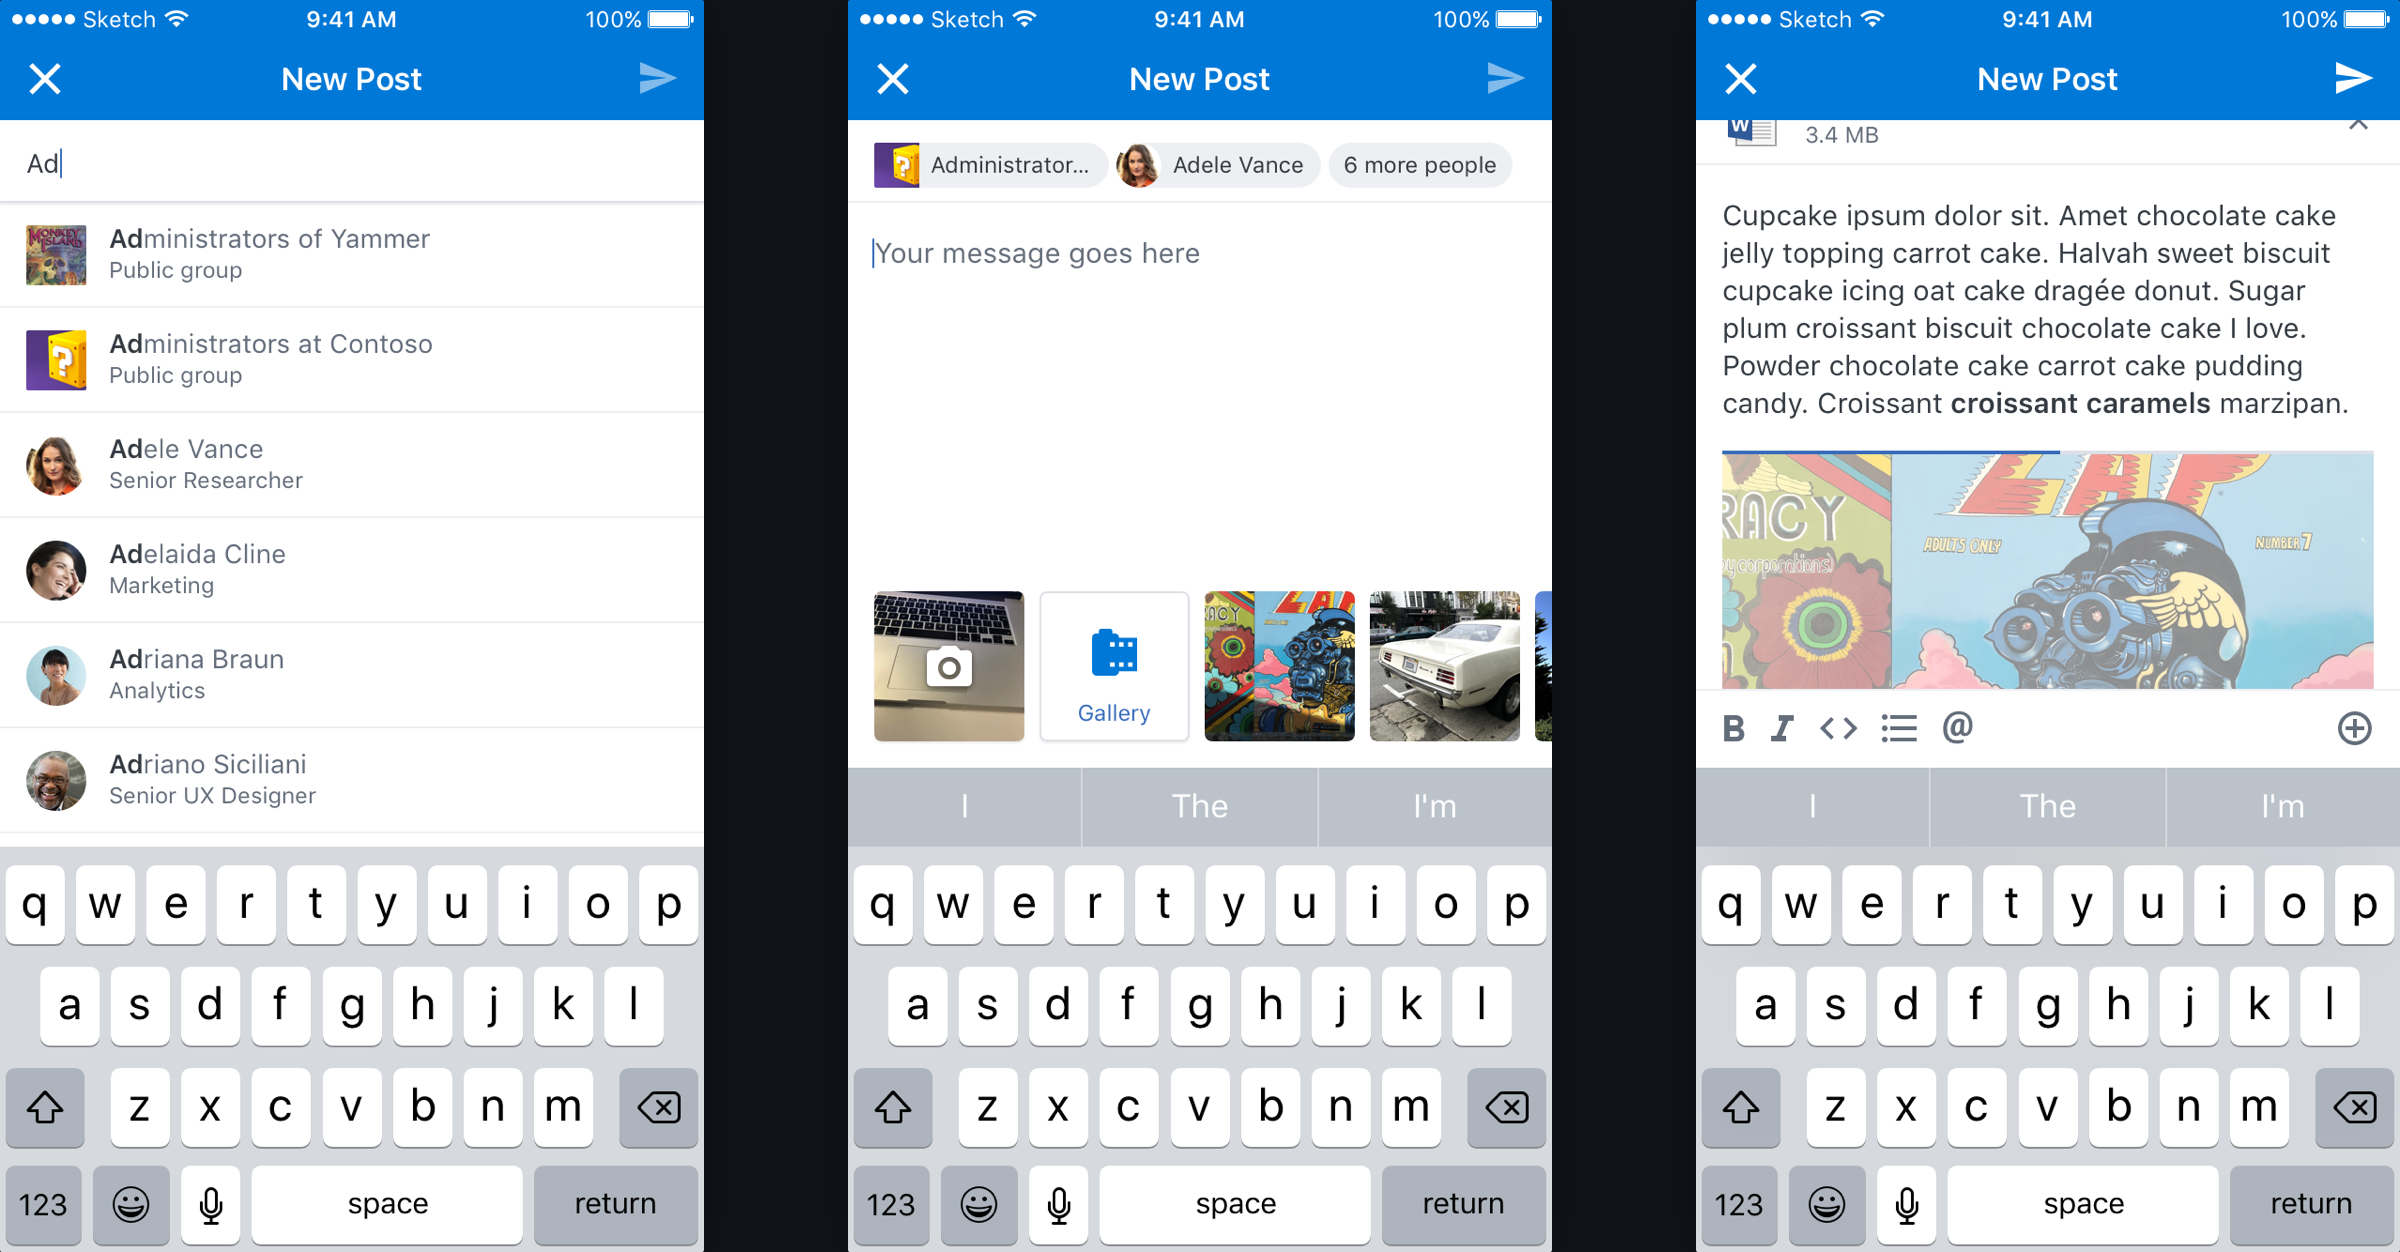 Sketch 9:41 AM 100%
New Post
Ad
Administrators of Yammer
Public group
Administrators at Contoso
Public group
Adele Vance
Senior Researcher
Adelaida Cline
Marketing
Adriana Braun
Analytics
Adriano Siciliani
Senior UX Designer
q w e r t y u i o p
a s d f g h j k l
z x c v b n m
123 space return
Sketch 9:41 AM 100%
New Post
Administrator... Adele Vance 6 more people
Your message goes here
Gallery
I The I'm
q w e r t y u i o p
a s d f g h j k l
z x c v b n m
123 space return
Sketch 9:41 AM 100%
New Post
W 3.4 MB
Cupcake ipsum dolor sit. Amet chocolate cake
jelly topping carrot cake. Halvah sweet biscuit
cupcake icing oat cake dragée donut. Sugar
plum croissant biscuit chocolate cake I love.
Powder chocolate cake carrot cake pudding
candy. Croissant croissant caramels marzipan.
ZAP
RACY
ADULTS ONLY NUMBER 7
by corporations)
B I <> @
I The I'm
q w e r t y u i o p
a s d f g h j k l
z x c v b n m
123 space return